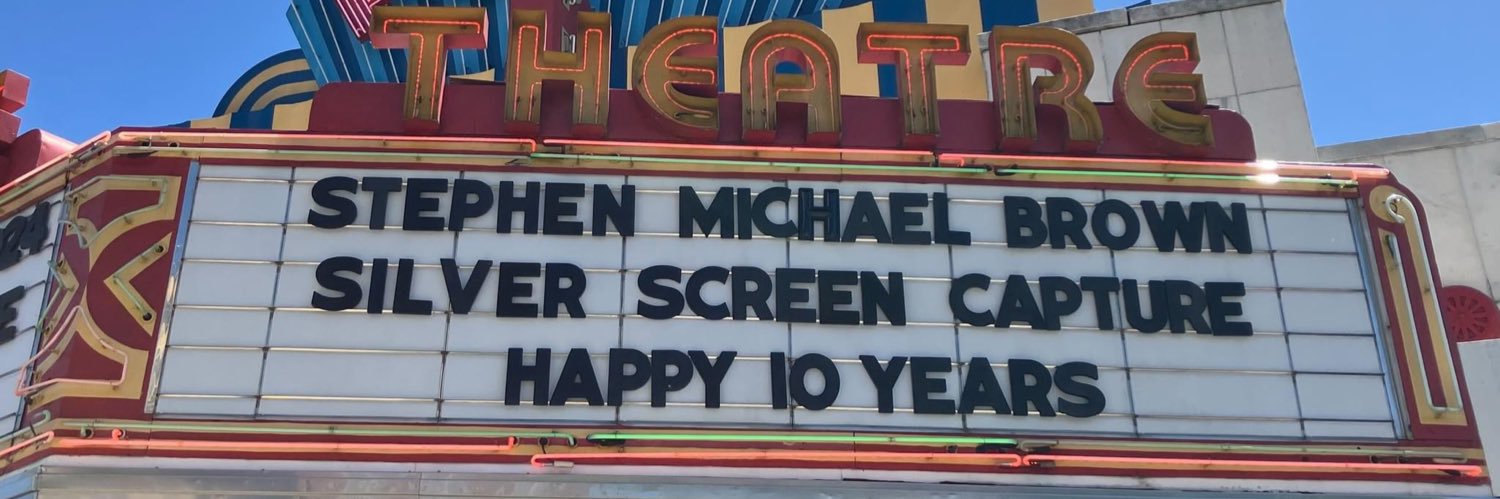 THEATRE
STEPHEN MICHAEL BROWN
SILVER SCREEN CAPTURE
HAPPY 10 YEARS